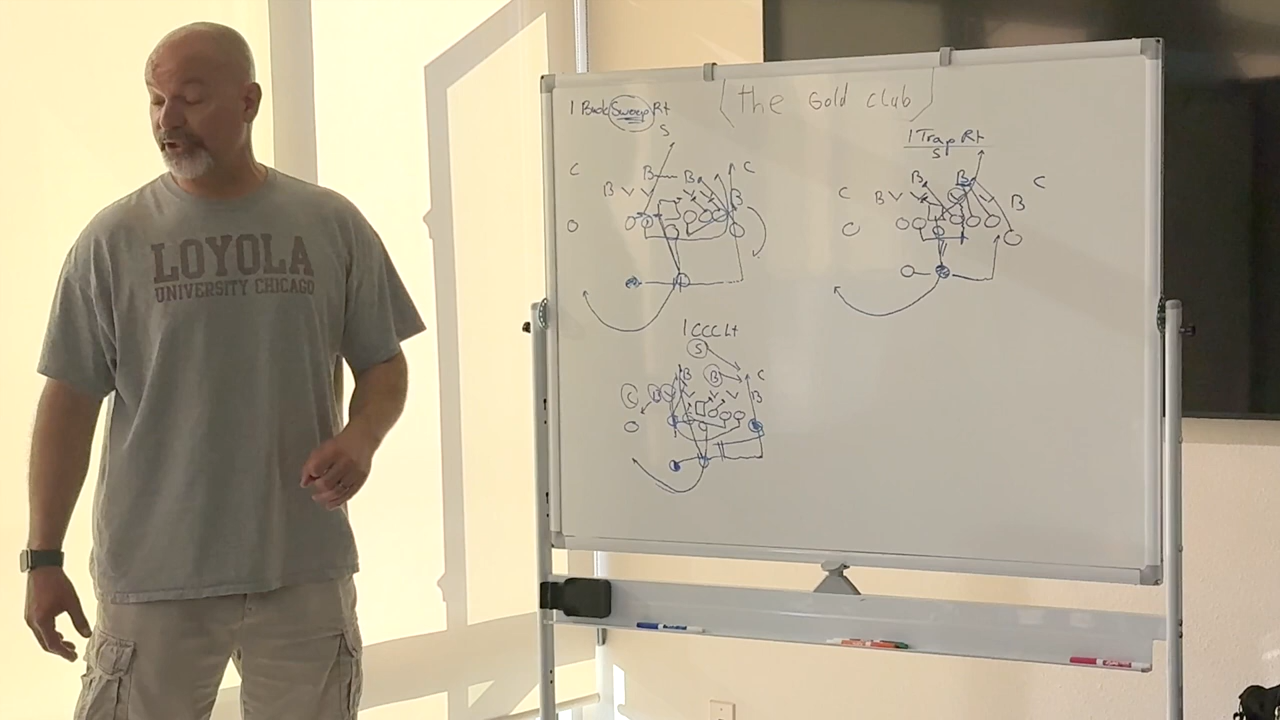 LOYOLA
UNIVERSITY CHICAGO
(the Gold club)
1 Buck Sweep Rt
S
C
B
B
B
C
B
1 Trap Rt
S
C
B
B
B
C
B
1 CCC Lt
S
B
B
C
B